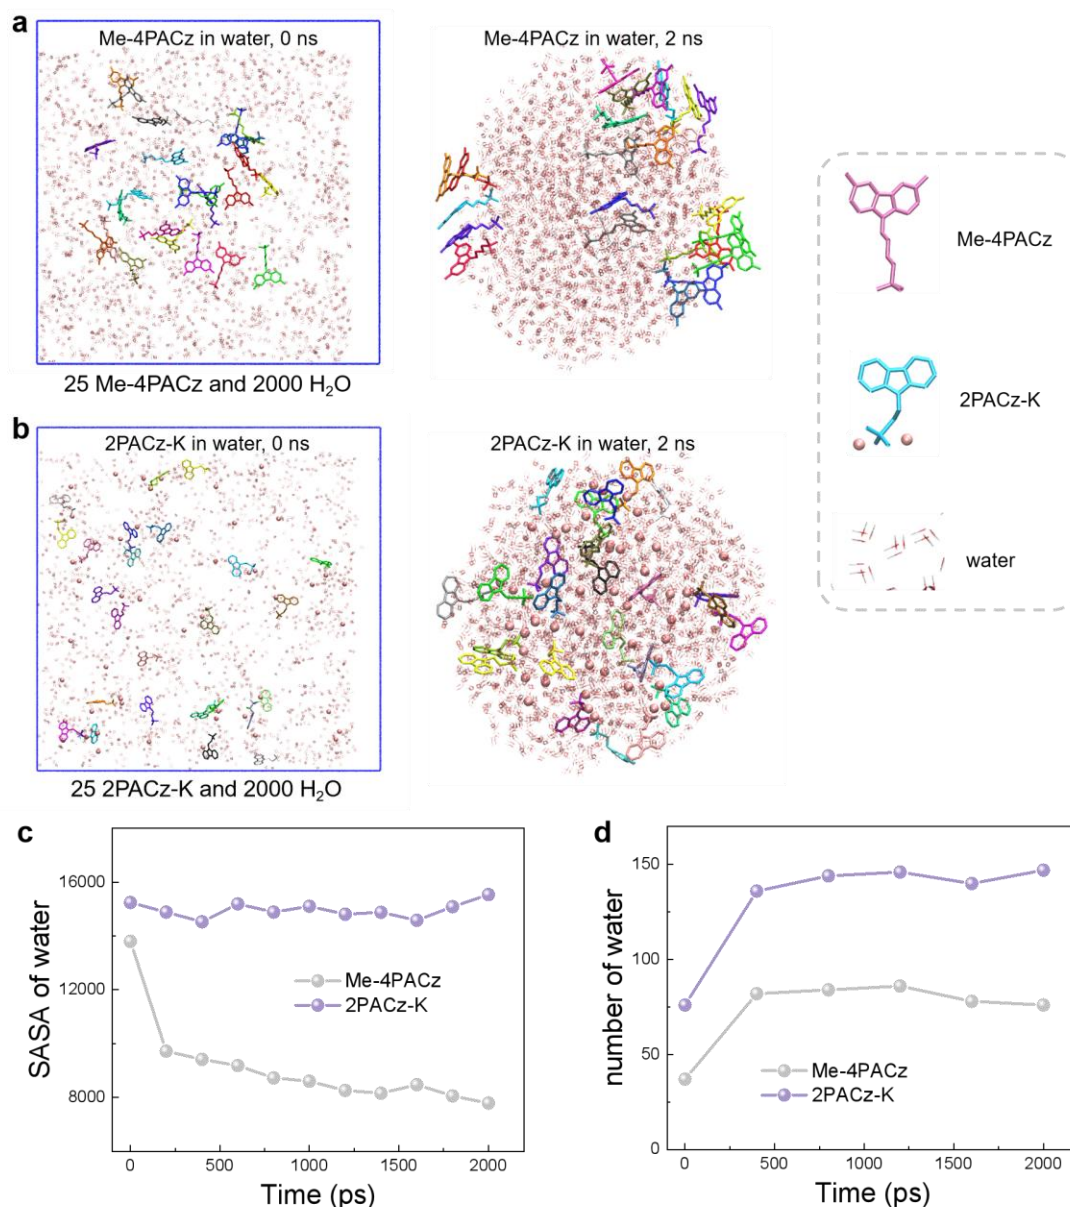 a
Me-4PACz in water, 0 ns
Me-4PACz in water, 2 ns
25 Me-4PACz and 2000 H₂O
Me-4PACz
2PACz-K
water
b
2PACz-K in water, 0 ns
2PACz-K in water, 2 ns
25 2PACz-K and 2000 H₂O
c
SASA of water
16000
12000
8000
Me-4PACz
2PACz-K
0 500 1000 1500 2000
Time (ps)
d
number of water
150
100
50
0
Me-4PACz
2PACz-K
0 500 1000 1500 2000
Time (ps)